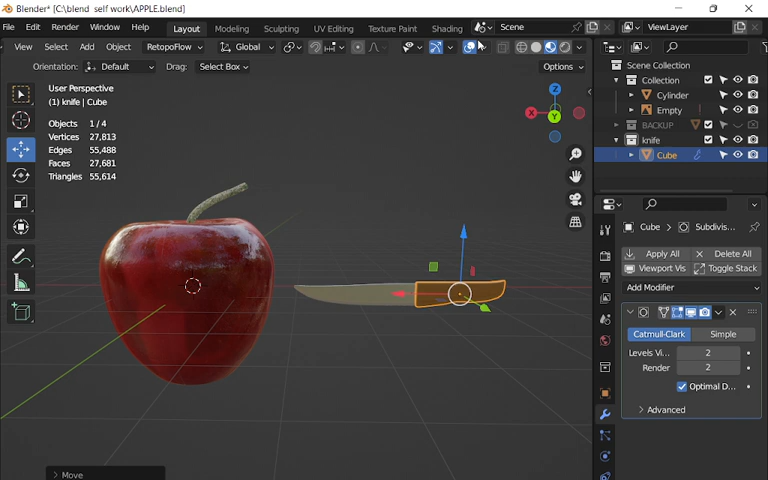 Blender* [C:\blend self work\APPLE.blend]
File Edit Render Window Help Layout Modeling Sculpting UV Editing Texture Paint Shading Scene ViewLayer
View Select Add Object RetopoFlow Global
Orientation: Default Drag: Select Box Options
User Perspective
(1) knife | Cube
Objects 1/4
Vertices 27,813
Edges 55,488
Faces 27,681
Triangles 55,614
Z
X
Y
Move
Scene Collection
Collection
Cylinder
Empty
BACKUP
knife
Cube
Cube > Subdivis...
Apply All Delete All
Viewport Vis Toggle Stack
Add Modifier
Catmull-Clark Simple
Levels Vi... 2
Render 2
Optimal D...
Advanced